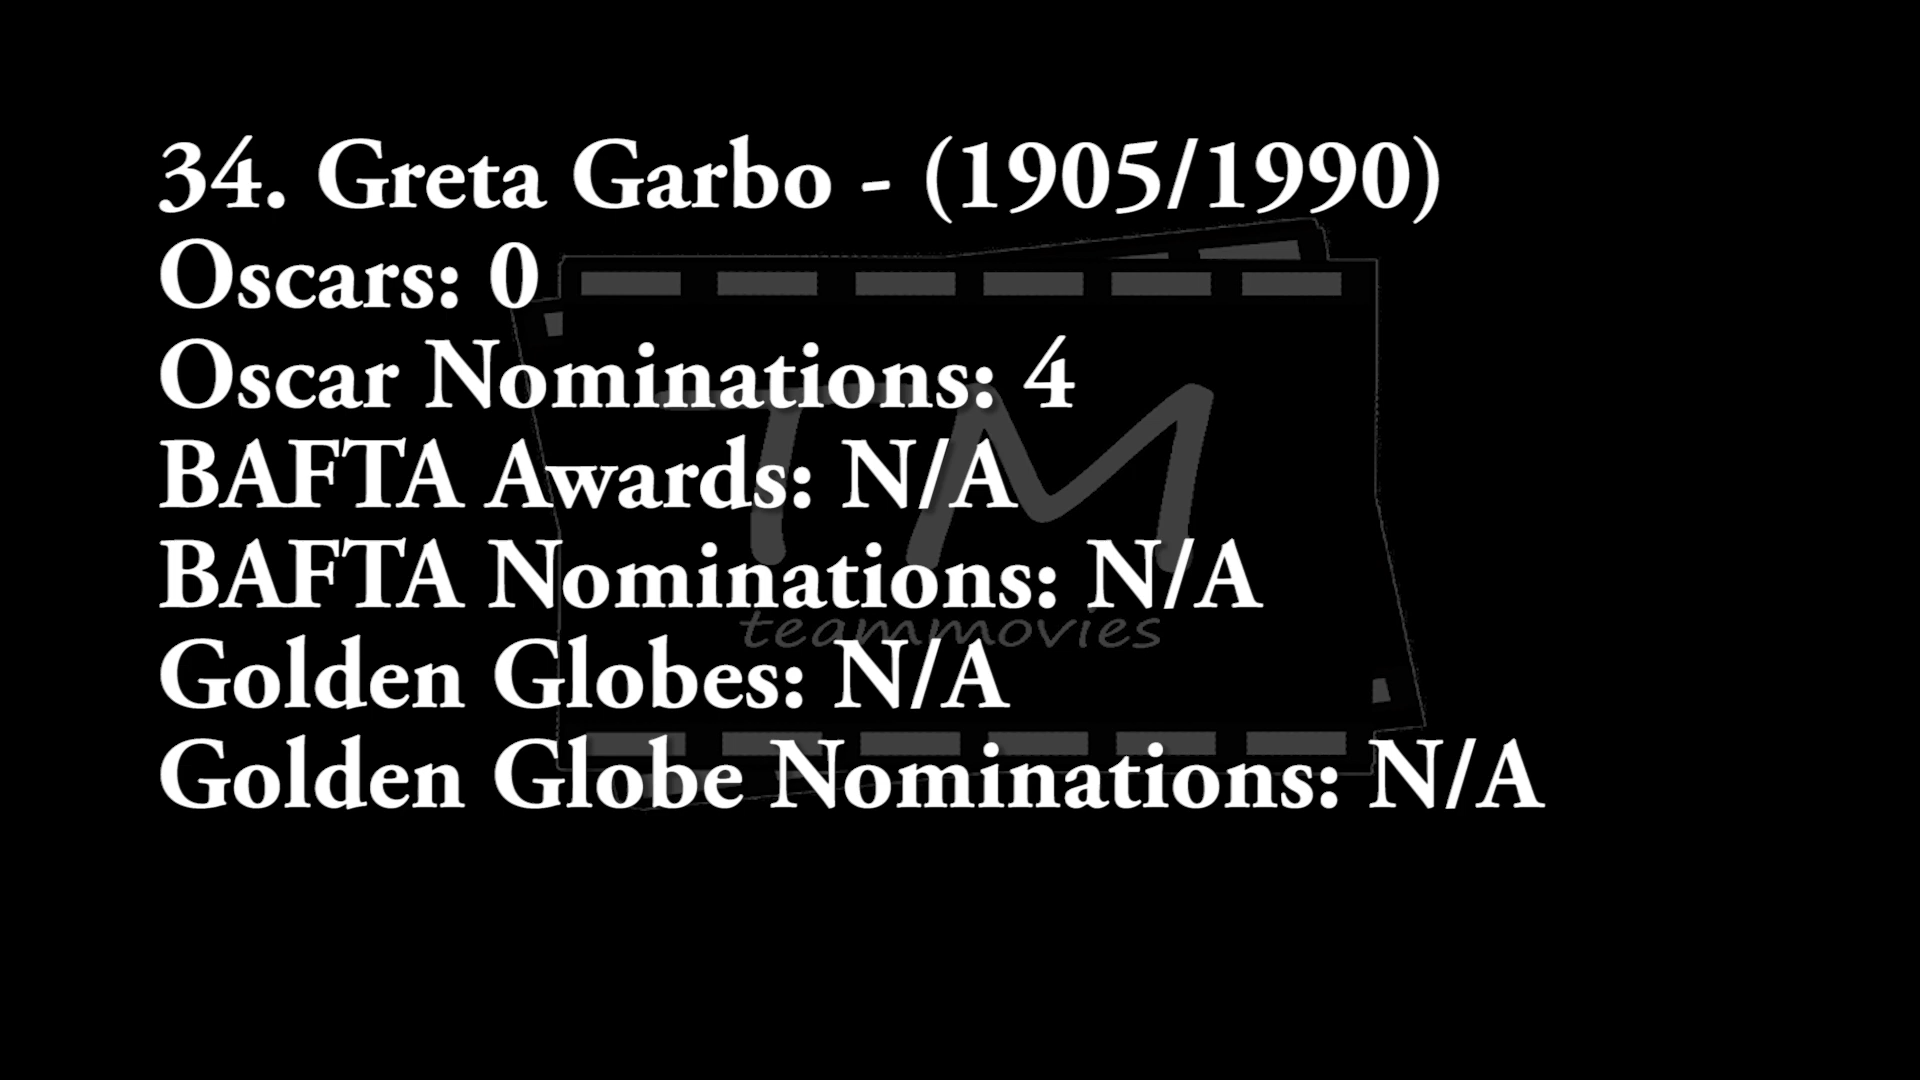 34. Greta Garbo - (1905/1990)
Oscars: 0
Oscar Nominations: 4
BAFTA Awards: N/A
BAFTA Nominations: N/A
Golden Globes: N/A
Golden Globe Nominations: N/A
TM
teammovies